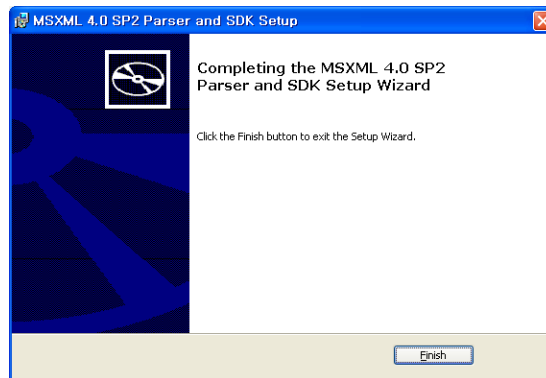 MSXML 4.0 SP2 Parser and SDK Setup
Completing the MSXML 4.0 SP2
Parser and SDK Setup Wizard
Click the Finish button to exit the Setup Wizard.
Finish